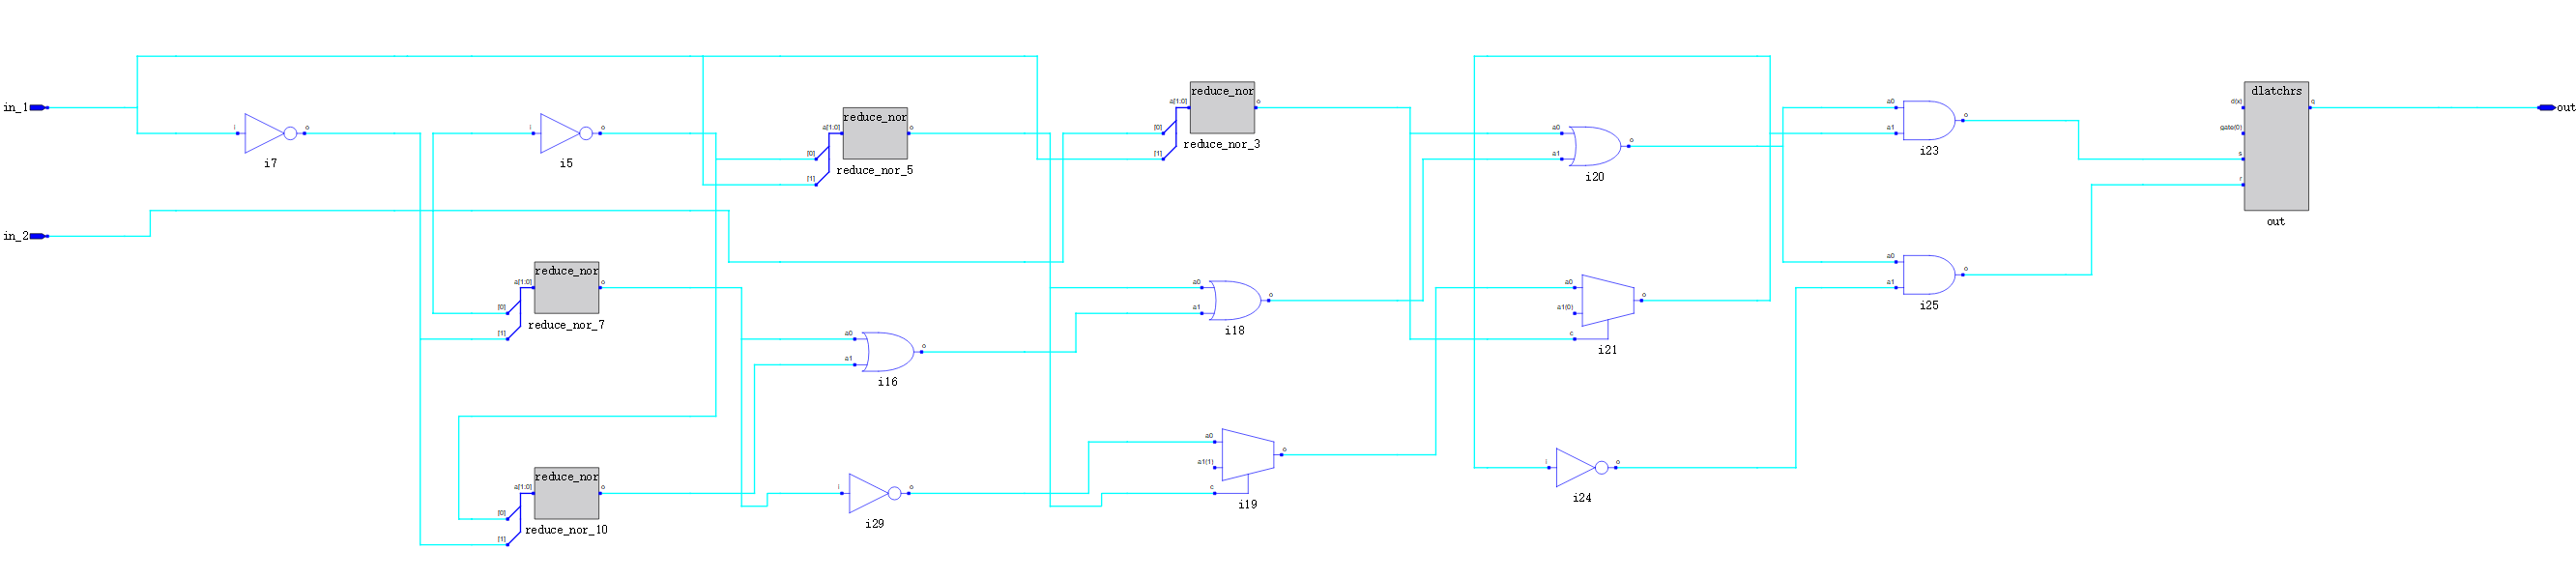 in_1
i
o
i7
i
o
i5
a[1:0]
[0]
[1]
reduce_nor
o
reduce_nor_5
a[1:0]
[0]
[1]
reduce_nor
o
reduce_nor_3
a0
a1
o
i20
a0
a1
o
i23
dlatchrs
d(x)
gate(0)
s
r
q
out
out
in_2
a[1:0]
[0]
[1]
reduce_nor
o
reduce_nor_7
a0
a1
o
i16
a0
a1
o
i18
a0
a1(0)
c
o
i21
a0
a1
o
i25
a[1:0]
[0]
[1]
reduce_nor
o
reduce_nor_10
i
o
i29
a0
a1(1)
c
o
i19
i
o
i24